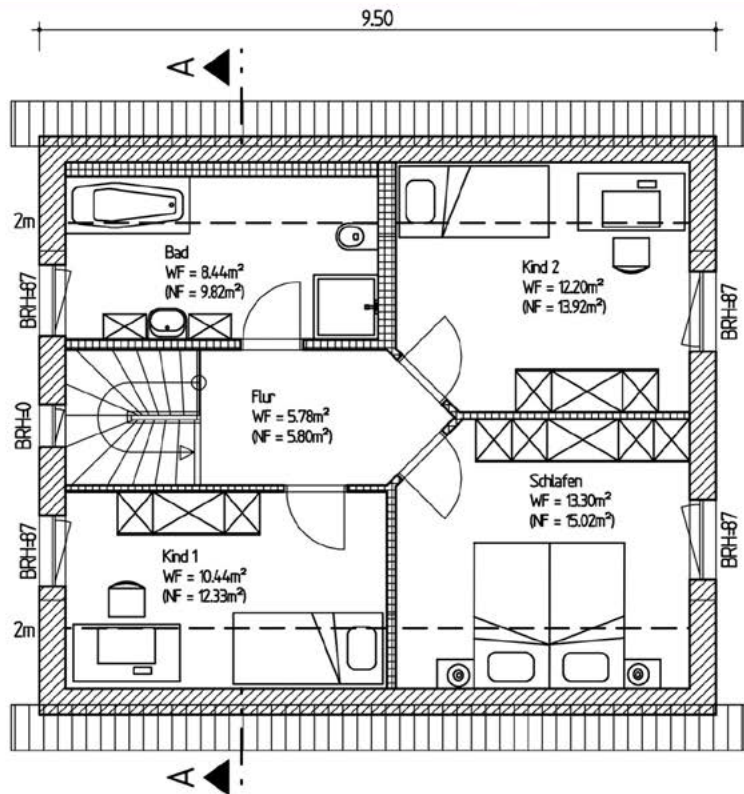 9.50
A
2m
Bad
WF = 8.44m²
(NF = 9.82m²)
Kind 2
WF = 12.20m²
(NF = 13.92m²)
BRH=87
BRH=87
BRH=0
Flur
WF = 5.78m²
(NF = 5.80m²)
Schlafen
WF = 13.30m²
(NF = 15.02m²)
BRH=87
BRH=87
Kind 1
WF = 10.44m²
(NF = 12.33m²)
2m
A